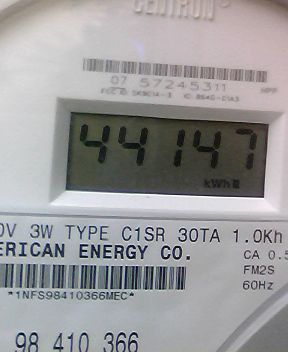 CENTRON
07 57245311
44147
kWh
0V 3W TYPE C1SR 30TA 1.0Kh
ERICAN ENERGY CO.
CA 0.5
FM2S
*1NFS98410366MEC*
60Hz
98 410 366